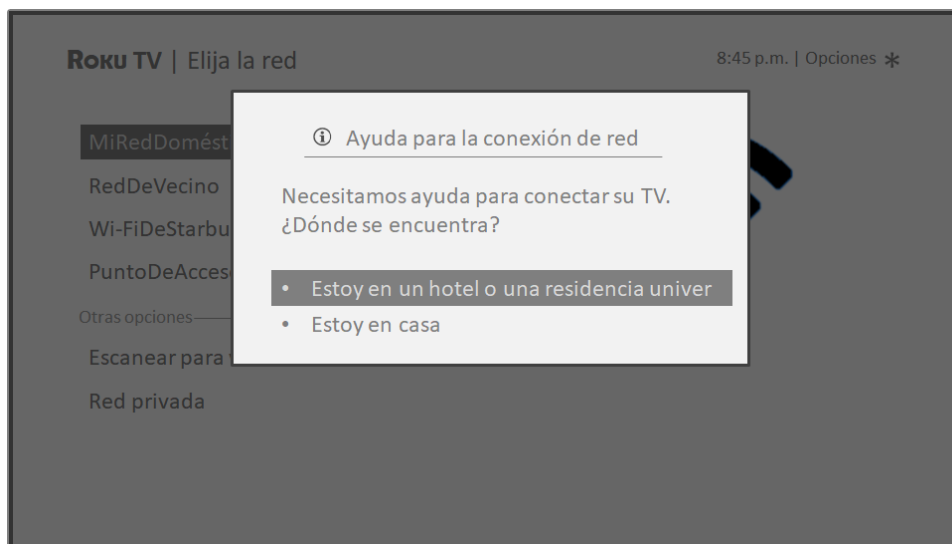 Roku TV | Elija la red
8:45 p.m. | Opciones *
Ayuda para la conexión de red
Necesitamos ayuda para conectar su TV.
¿Dónde se encuentra?
• Estoy en un hotel o una residencia univer
• Estoy en casa
MiRedDomést
RedDeVecino
Wi-FiDeStarbu
PuntoDeAcces
Otras opciones
Escanear para
Red privada